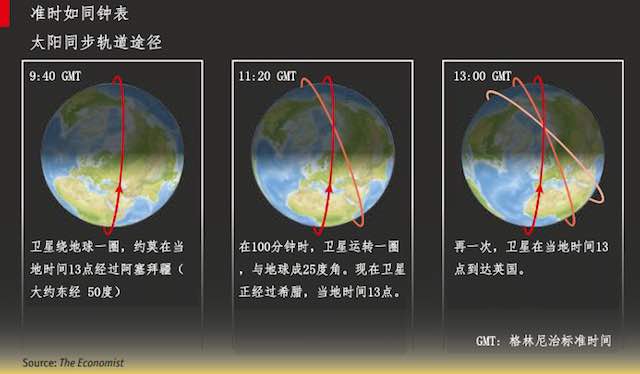 准时如同钟表
太阳同步轨道途径
9:40 GMT
卫星绕地球一圈，约莫在当
地时间13点经过阿塞拜疆（
大约东经 50度）
11:20 GMT
在100分钟时，卫星运转一圈
，与地球成25度角。现在卫星
正经过希腊，当地时间13点。
13:00 GMT
再一次，卫星在当地时间13
点到达英国。
GMT: 格林尼治标准时间
Source: The Economist